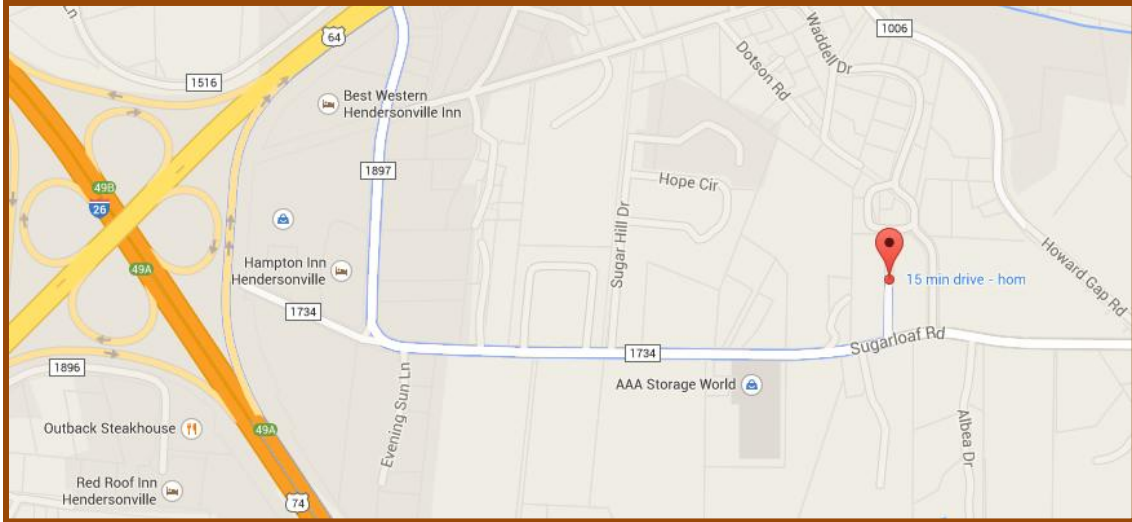 Ln
64
1516
Best Western
Hendersonville Inn
1006
Waddell Dr
Dotson Rd
1897
Hope Cir
49B
26
Sugar Hill Dr
49A
Hampton Inn
Hendersonville
15 min drive - hom
Howard Gap Rd
1734
1734
Sugarloaf Rd
1896
AAA Storage World
Evening Sun Ln
Albea Dr
Outback Steakhouse
49A
Red Roof Inn
Hendersonville
74